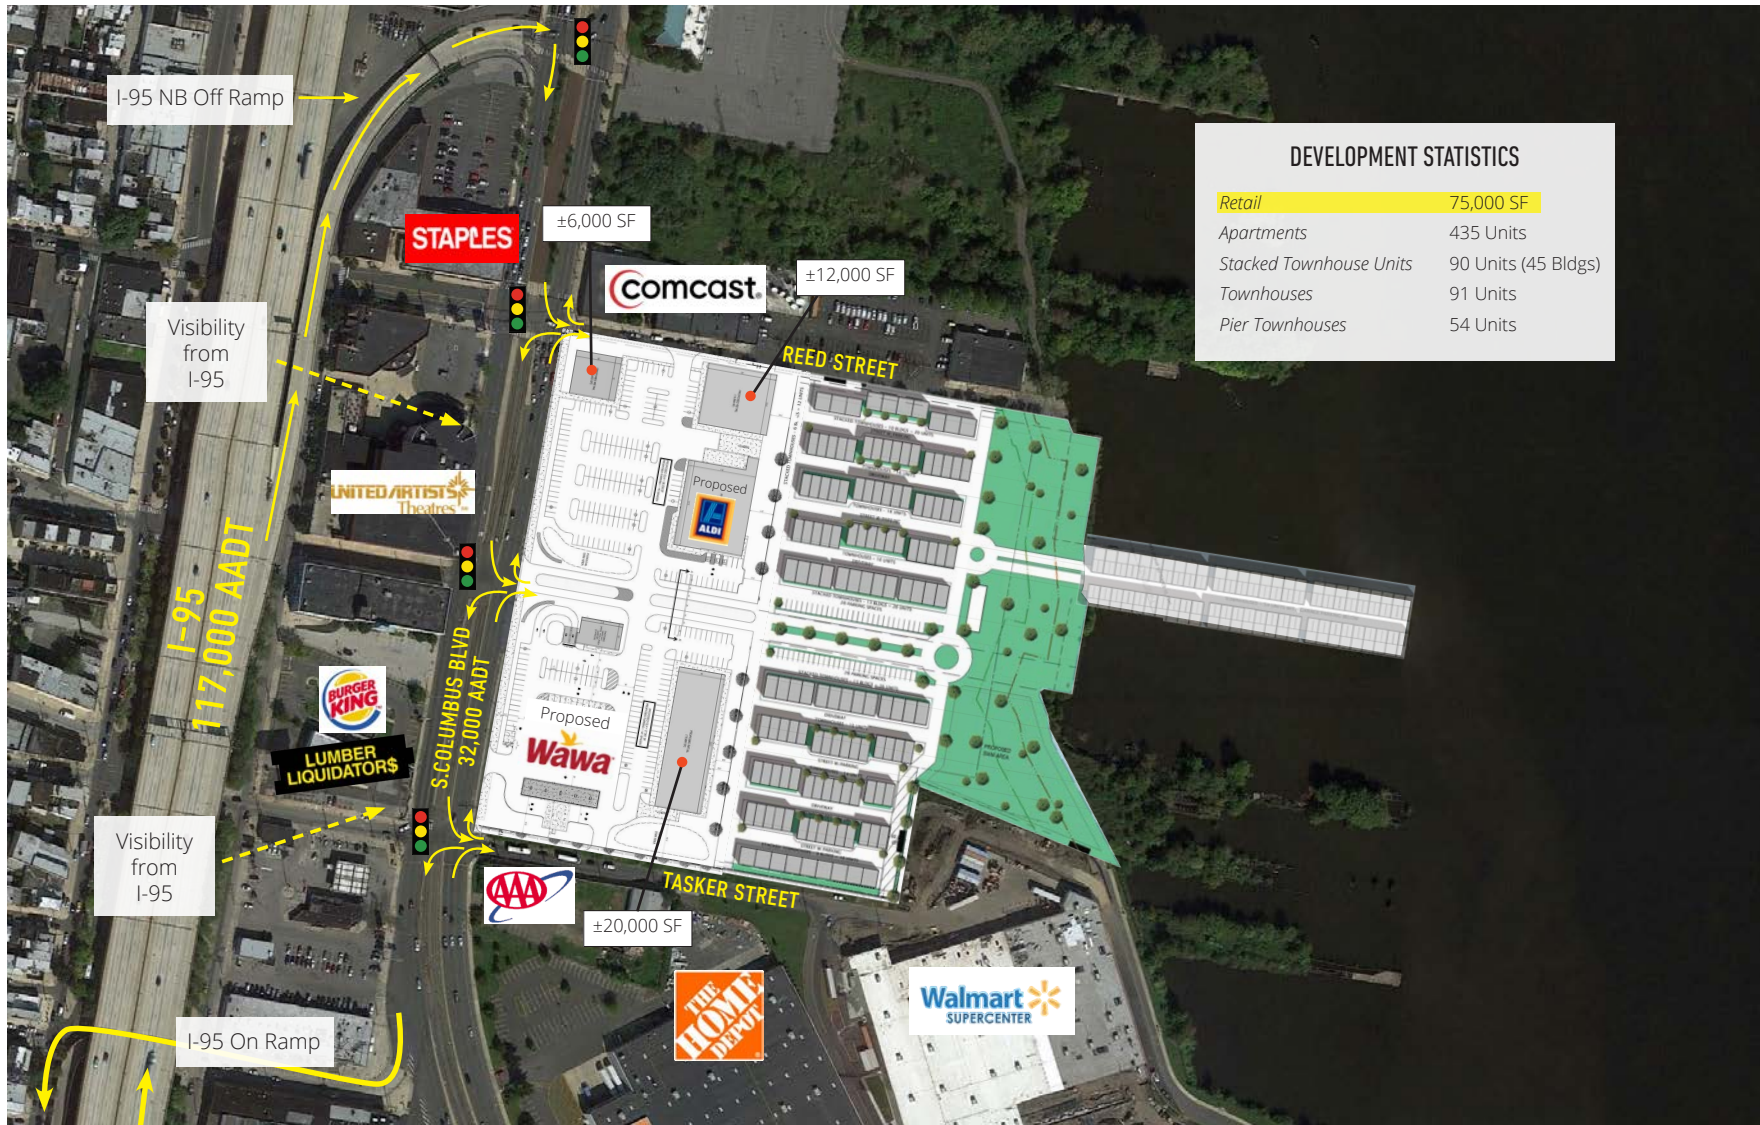 I-95 NB Off Ramp
DEVELOPMENT STATISTICS
Retail 75,000 SF
Apartments 435 Units
Stacked Townhouse Units 90 Units (45 Bldgs)
Townhouses 91 Units
Pier Townhouses 54 Units
STAPLES
±6,000 SF
comcast.
±12,000 SF
Visibility
from
I-95
REED STREET
UNITED ARTISTS
Theatres
Proposed
ALDI
I-95
117,000 AADT
S.COLUMBUS BLVD
32,000 AADT
BURGER
KING
LUMBER
LIQUIDATOR$
Proposed
Wawa
Visibility
from
I-95
AAA
TASKER STREET
±20,000 SF
THE
HOME
DEPOT
Walmart
SUPERCENTER
I-95 On Ramp